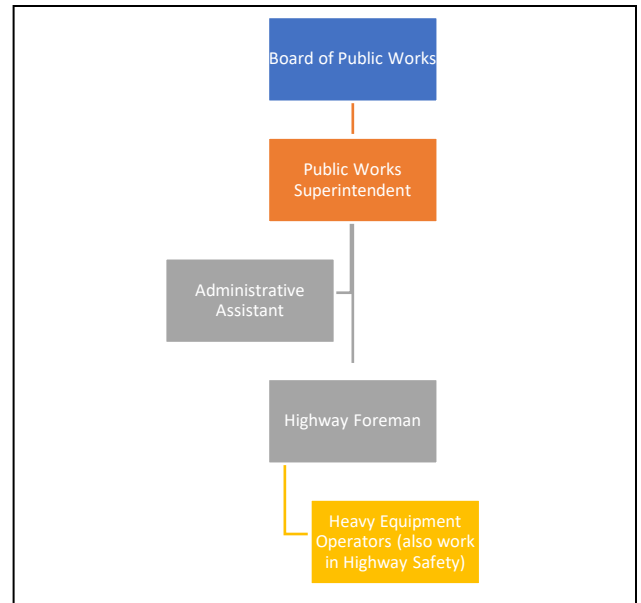 Board of Public Works
Public Works
Superintendent
Administrative
Assistant
Highway Foreman
Heavy Equipment
Operators (also work
in Highway Safety)